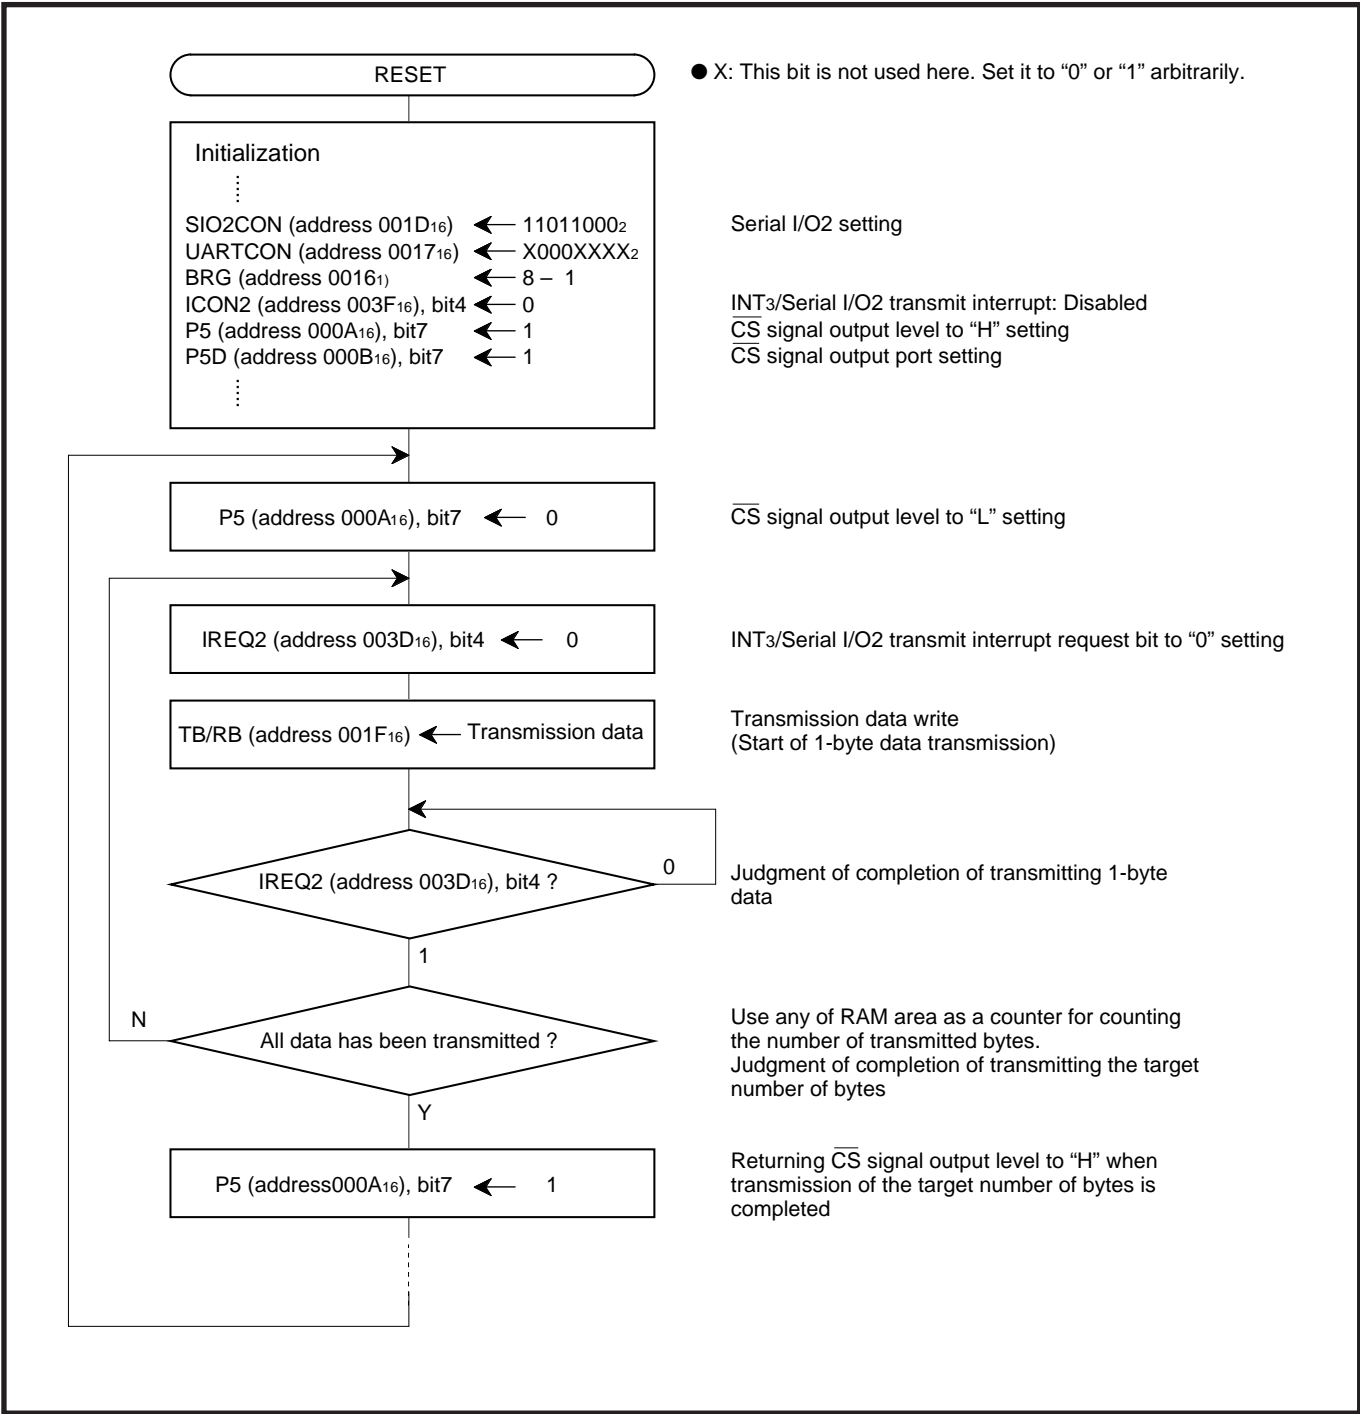 RESET
● X: This bit is not used here. Set it to “0” or “1” arbitrarily.
Initialization
SIO2CON (address 001D16) ← 110110002 Serial I/O2 setting
UARTCON (address 001716) ← X000XXXX2
BRG (address 00161) ← 8 – 1
ICON2 (address 003F16), bit4 ← 0 INT3/Serial I/O2 transmit interrupt: Disabled
P5 (address 000A16), bit7 ← 1 C̅S̅ signal output level to “H” setting
P5D (address 000B16), bit7 ← 1 C̅S̅ signal output port setting
P5 (address 000A16), bit7 ← 0 C̅S̅ signal output level to “L” setting
IREQ2 (address 003D16), bit4 ← 0 INT3/Serial I/O2 transmit interrupt request bit to “0” setting
TB/RB (address 001F16) ← Transmission data
Transmission data write
(Start of 1-byte data transmission)
IREQ2 (address 003D16), bit4 ?
0
Judgment of completion of transmitting 1-byte
data
1
N
All data has been transmitted ?
Use any of RAM area as a counter for counting
the number of transmitted bytes.
Judgment of completion of transmitting the target
number of bytes
Y
P5 (address000A16), bit7 ← 1
Returning C̅S̅ signal output level to “H” when
transmission of the target number of bytes is
completed